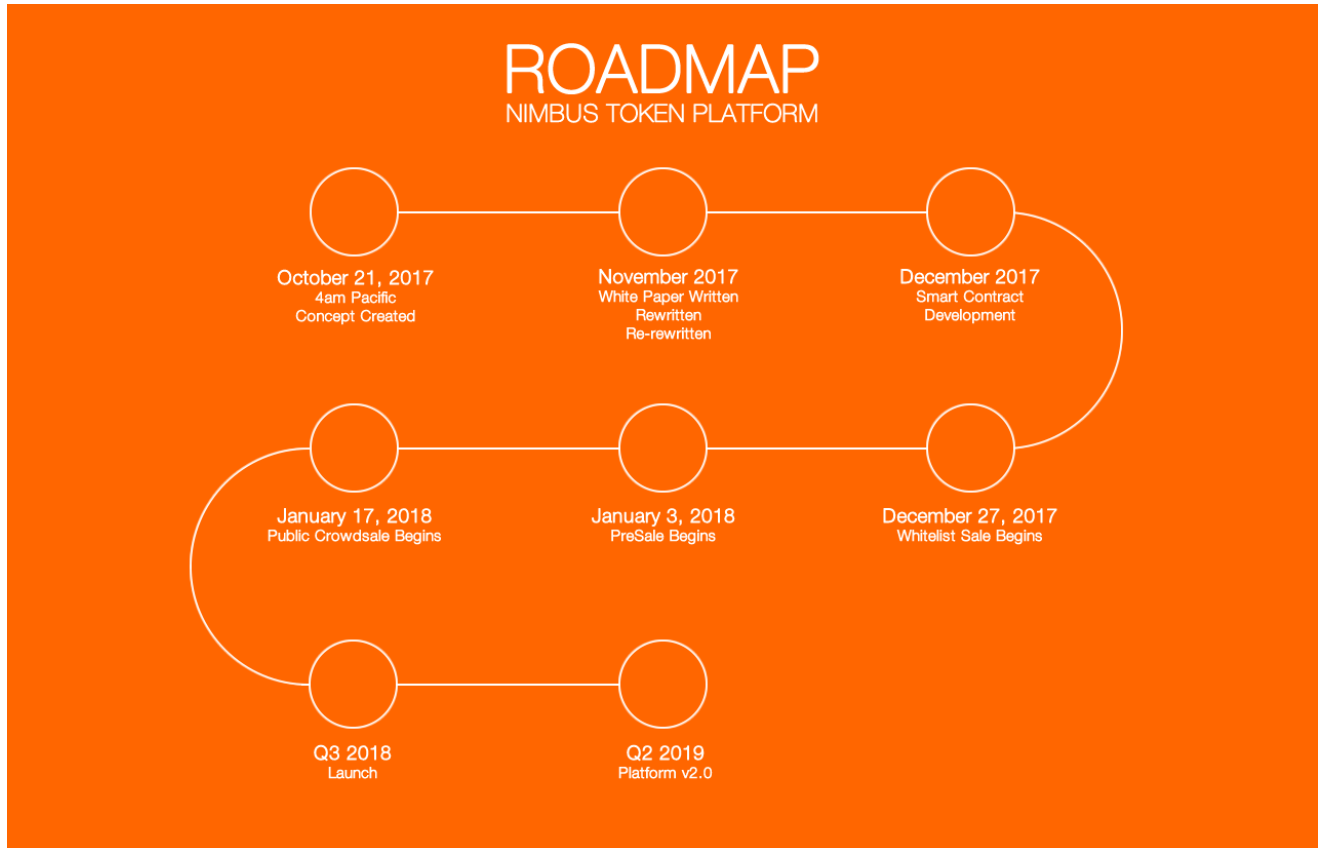 ROADMAP
NIMBUS TOKEN PLATFORM
October 21, 2017
4am Pacific
Concept Created
November 2017
White Paper Written
Rewritten
Re-rewritten
December 2017
Smart Contract
Development
January 17, 2018
Public Crowdsale Begins
January 3, 2018
PreSale Begins
December 27, 2017
Whitelist Sale Begins
Q3 2018
Launch
Q2 2019
Platform v2.0